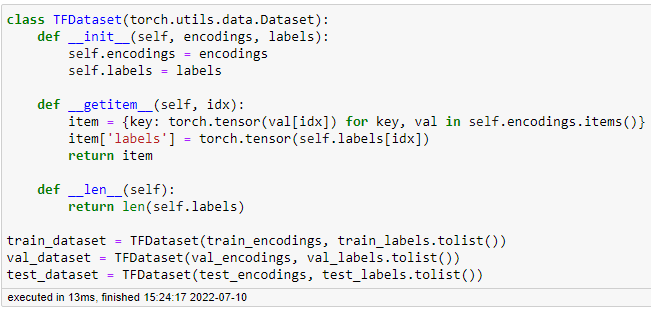 class TFDataset(torch.utils.data.Dataset):
    def __init__(self, encodings, labels):
        self.encodings = encodings
        self.labels = labels

    def __getitem__(self, idx):
        item = {key: torch.tensor(val[idx]) for key, val in self.encodings.items()}
        item['labels'] = torch.tensor(self.labels[idx])
        return item

    def __len__(self):
        return len(self.labels)

train_dataset = TFDataset(train_encodings, train_labels.tolist())
val_dataset = TFDataset(val_encodings, val_labels.tolist())
test_dataset = TFDataset(test_encodings, test_labels.tolist())
executed in 13ms, finished 15:24:17 2022-07-10